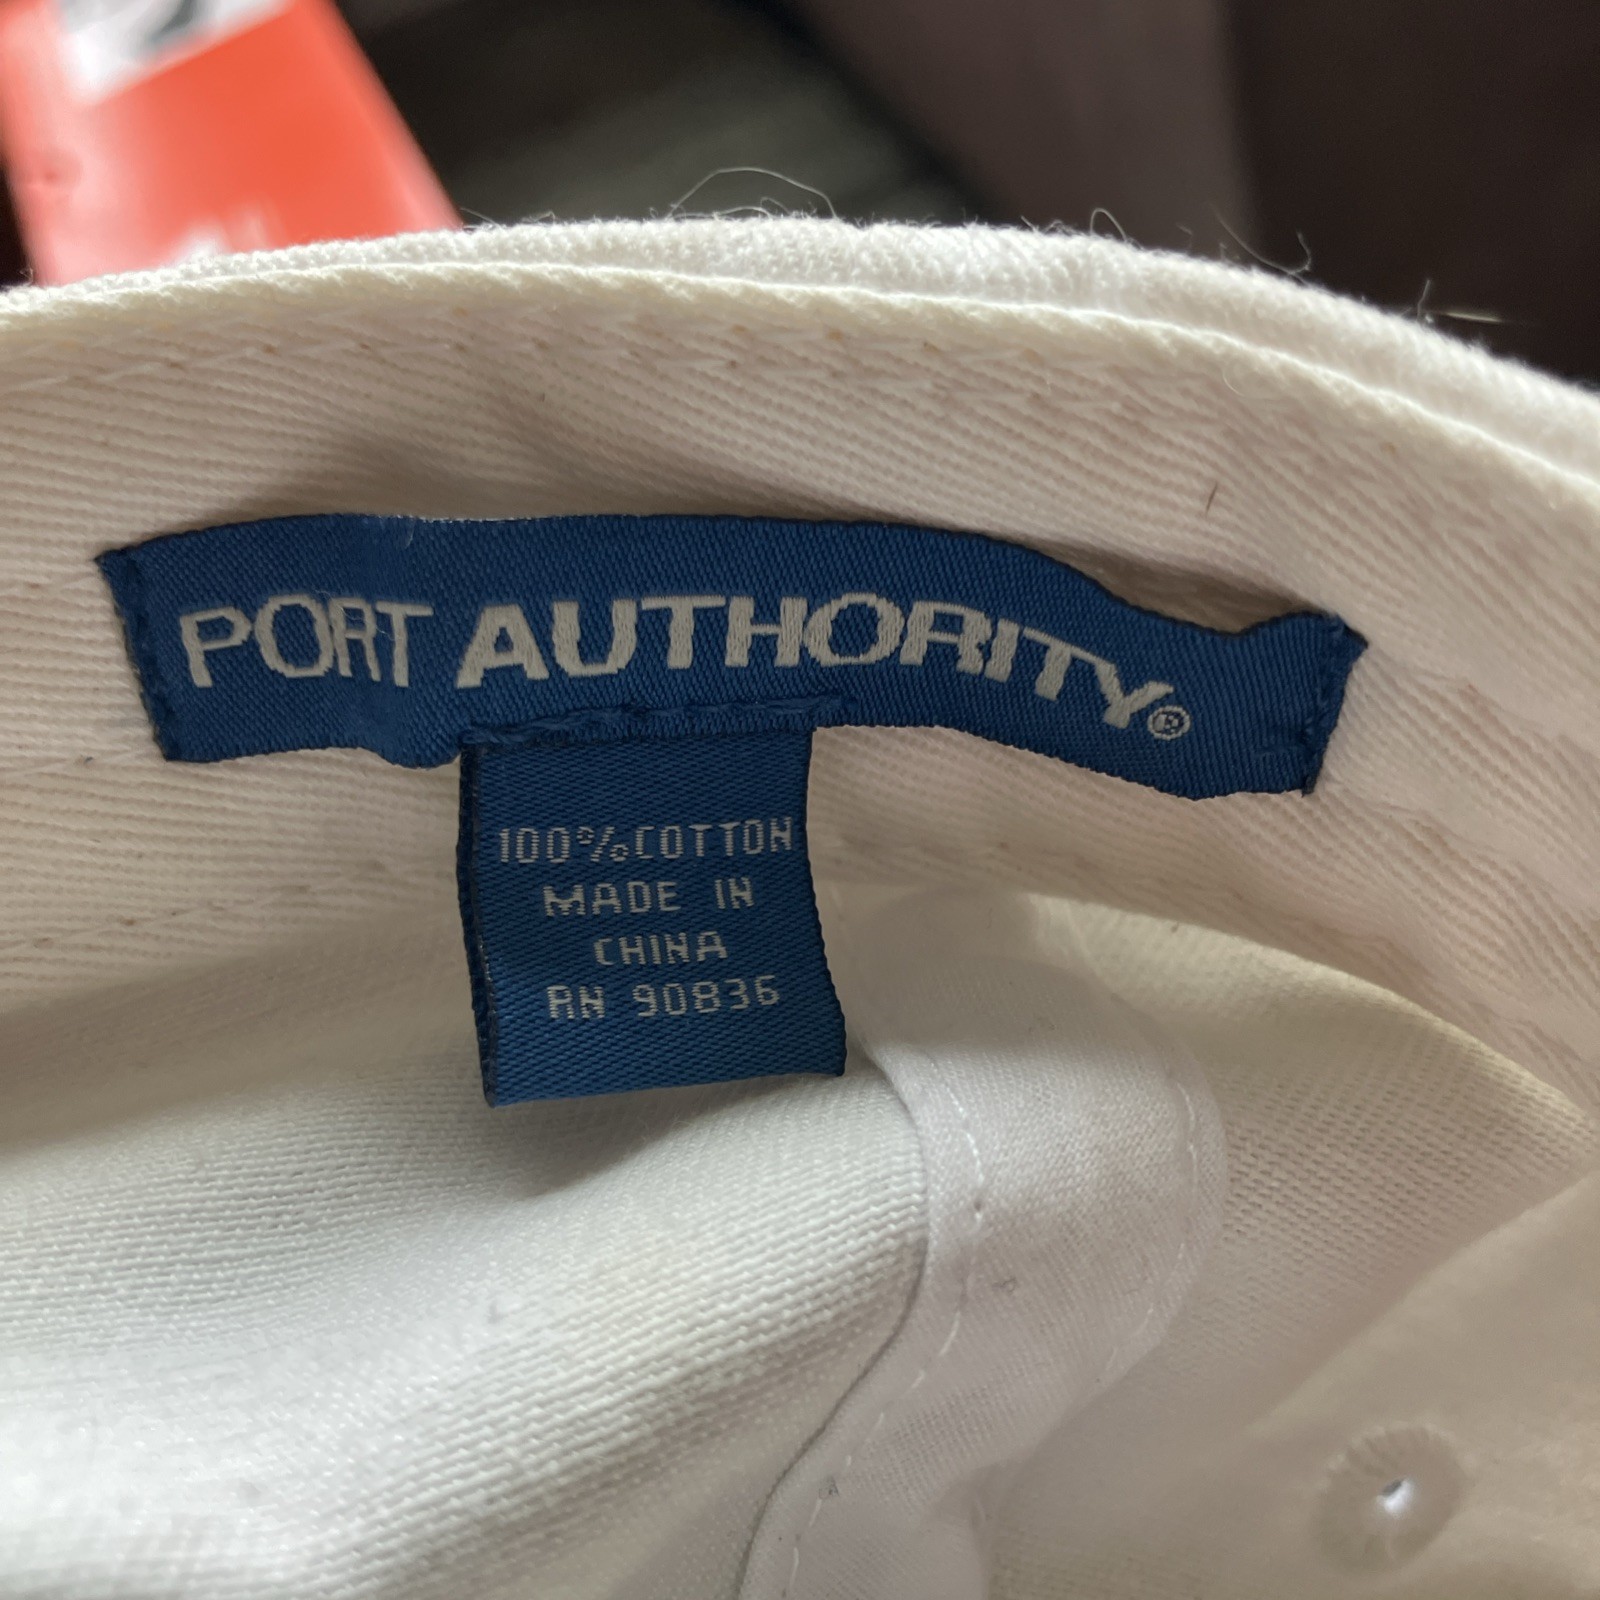 PORT AUTHORITY®
100%COTTON
MADE IN
CHINA
RN 90836